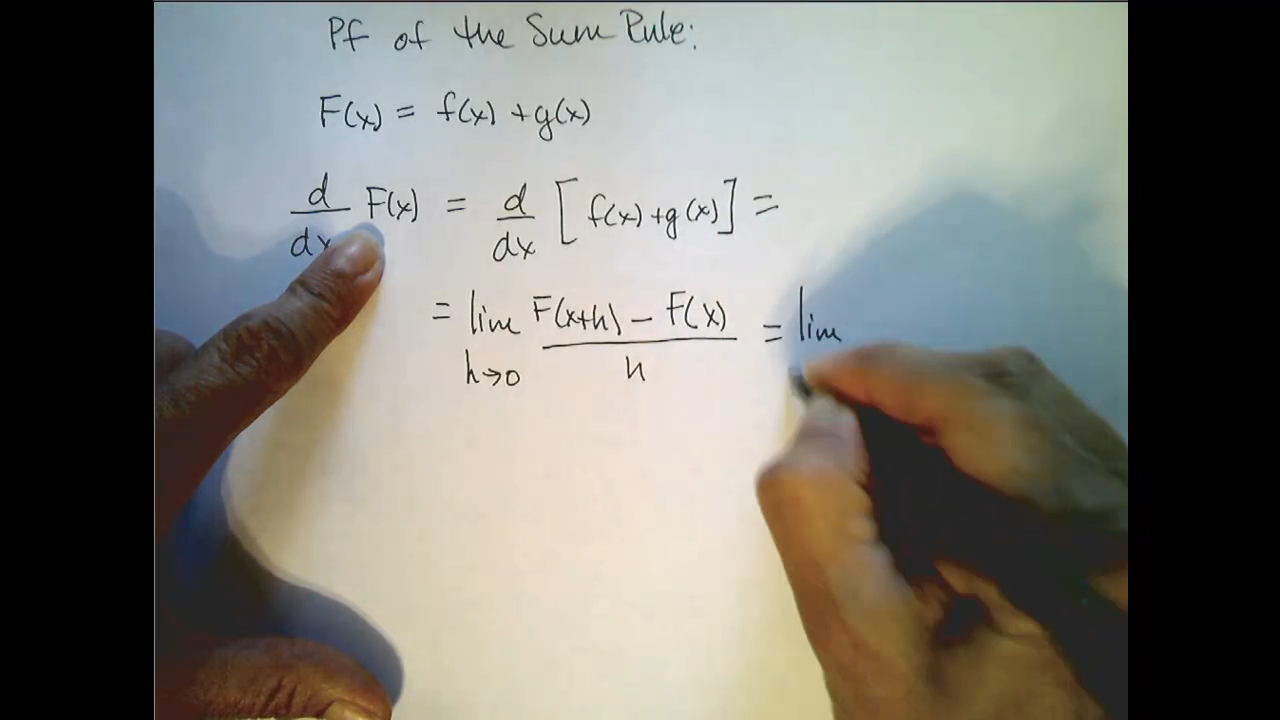 Pf of the Sum Rule:
F(x) = f(x) + g(x)
d/dx F(x) = d/dx [f(x) + g(x)] =
= lim h→0 F(x+h) − F(x) / h = lim